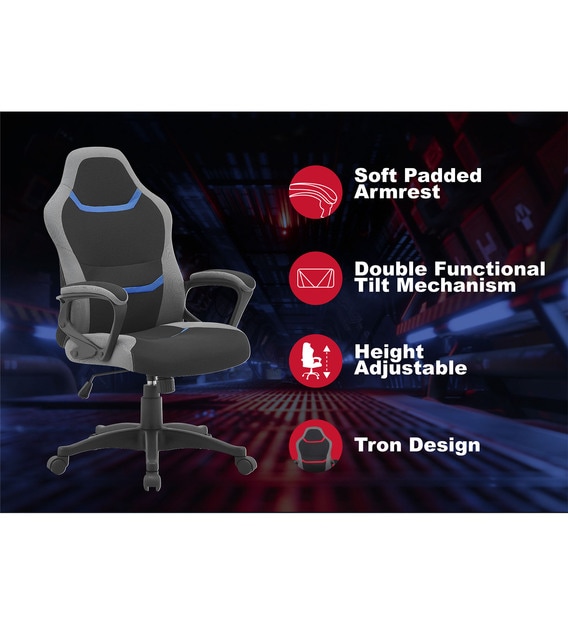 Soft Padded
Armrest
Double Functional
Tilt Mechanism
Height
Adjustable
Tron Design